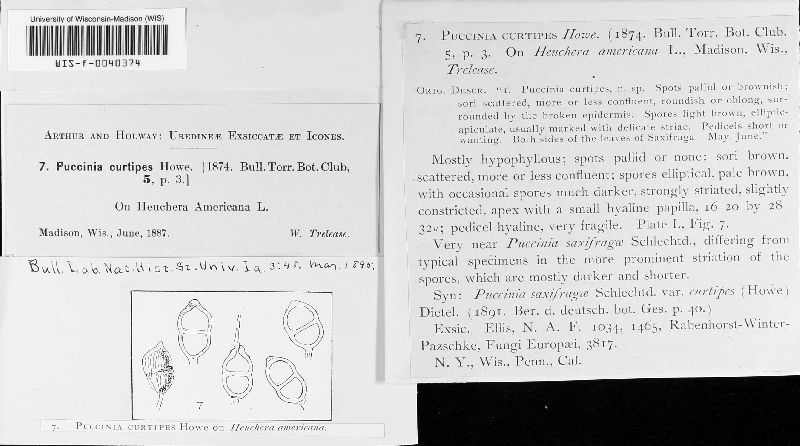 University of Wisconsin-Madison (WIS)
WIS-f-0040374
Arthur and Holway: Uredineæ Exsiccatæ et Icones.
7. Puccinia curtipes Howe. [1874. Bull. Torr. Bot. Club,
5, p. 3.]
On Heuchera Americana L.
Madison, Wis., June, 1887. W. Trelease.
Bull. Lab. Nat. Hist. St. Univ. Ia. 3:48. Mar. 1895.
7
7. Puccinia curtipes Howe on Heuchera americana.
7. Puccinia curtipes Howe. (1874. Bull. Torr. Bot. Club.
5, p. 3. On Heuchera americana L., Madison, Wis.,
Trelease.
Orig. Descr. "1. Puccinia curtipes, n. sp. Spots pallid or brownish;
sori scattered, more or less confluent, roundish or oblong, sur-
rounded by the broken epidermis. Spores light brown, elliptic-
apiculate, usually marked with delicate striae. Pedicels short or
wanting. Both sides of the leaves of Saxifraga. May, June."
Mostly hypophyllous; spots pallid or none; sori brown,
scattered, more or less confluent; spores elliptical, pale brown,
with occasional spores much darker, strongly striated, slightly
constricted, apex with a small hyaline papilla, 16-20 by 28-
32u; pedicel hyaline, very fragile. Plate I., Fig. 7.
Very near Puccinia saxifragæ Schlechtd., differing from
typical specimens in the more prominent striation of the
spores, which are mostly darker and shorter.
Syn: Puccinia saxifragæ Schlechtd. var. curtipes (Howe)
Dietel. (1891. Ber. d. deutsch. bot. Ges. p. 40.)
Exsic. Ellis, N. A. F. 1034, 1465, Rabenhorst-Winter-
Pazschke, Fungi Europæi, 3817.
N. Y., Wis., Penn., Cal.